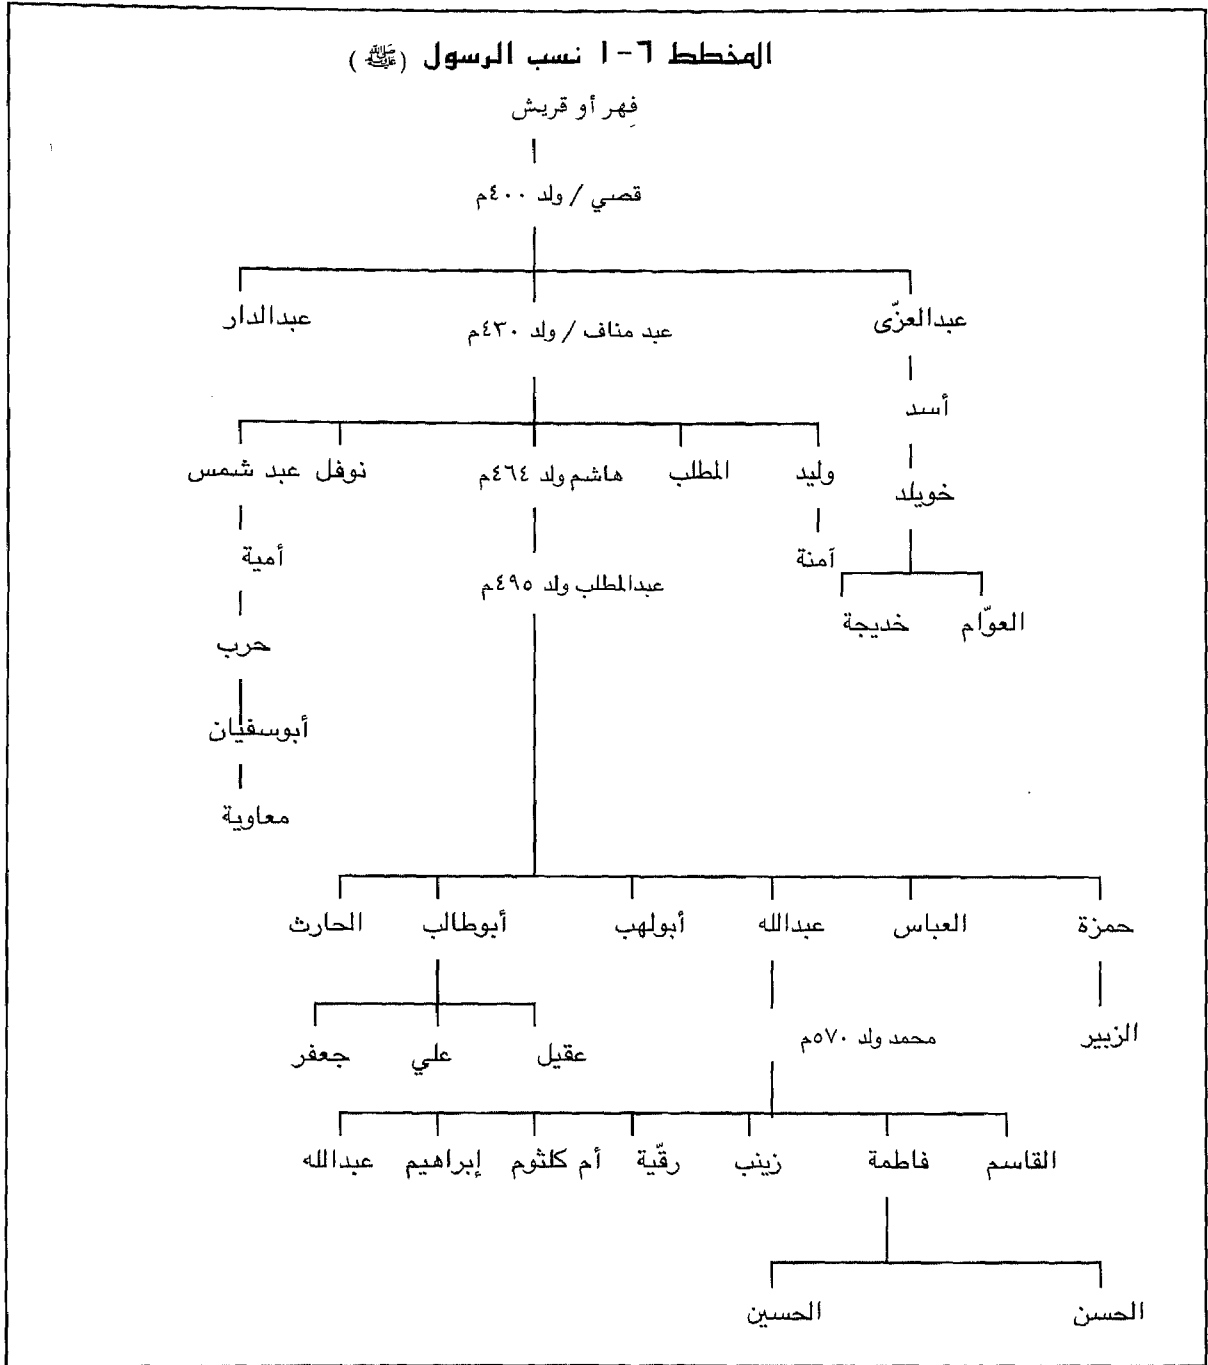 المخطط ٦-١ نسب الرسول (ﷺ)
فِهر أو قريش
قصي / ولد ٤٠٠م
عبدالعزّى
عبد مناف / ولد ٤٣٠م
عبدالدار
أسد
وليد
المطلب
هاشم ولد ٤٦٤م
نوفل
عبد شمس
خويلد
آمنة
أمية
عبدالمطلب ولد ٤٩٥م
العوّام
خديجة
حرب
أبوسفيان
معاوية
حمزة
العباس
عبدالله
أبولهب
أبوطالب
الحارث
الزبير
محمد ولد ٥٧٠م
عقيل
علي
جعفر
القاسم
فاطمة
زينب
رقّية
أم كلثوم
إبراهيم
عبدالله
الحسن
الحسين